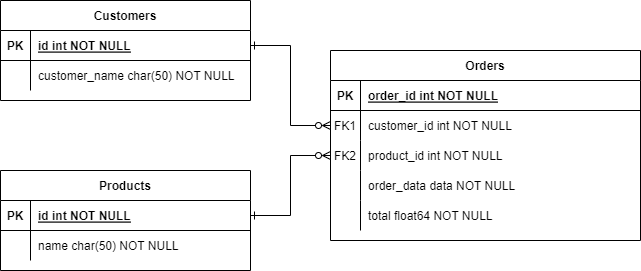 Customers
PK id int NOT NULL
customer_name char(50) NOT NULL
Orders
PK order_id int NOT NULL
FK1 customer_id int NOT NULL
FK2 product_id int NOT NULL
order_data data NOT NULL
total float64 NOT NULL
Products
PK id int NOT NULL
name char(50) NOT NULL